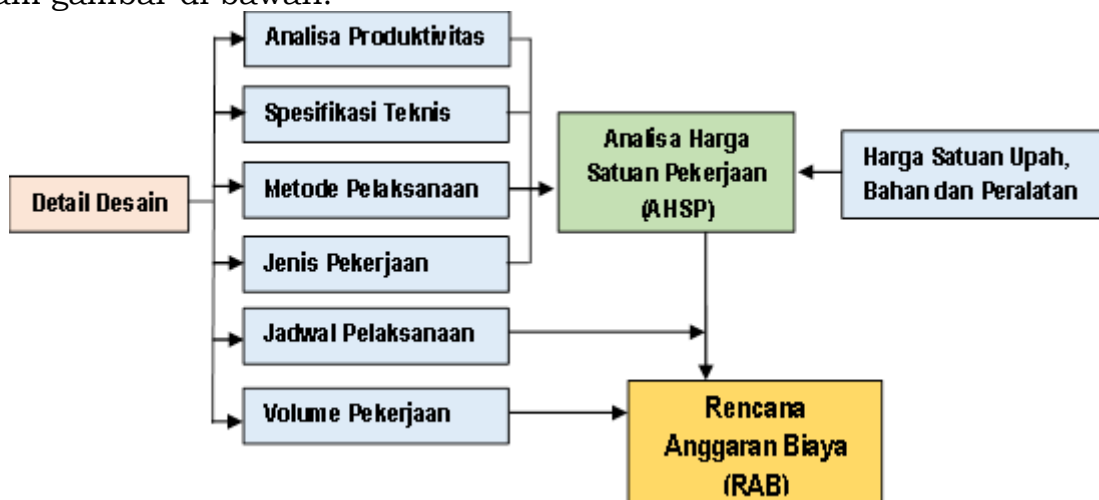 gambar di bawah.
Analisa Produktivitas
Spesifikasi Teknis
Metode Pelaksanaan
Jenis Pekerjaan
Jadwal Pelaksanaan
Volume Pekerjaan
Detail Desain
Analisa Harga
Satuan Pekerjaan
(AHSP)
Harga Satuan Upah,
Bahan dan Peralatan
Rencana
Anggaran Biaya
(RAB)